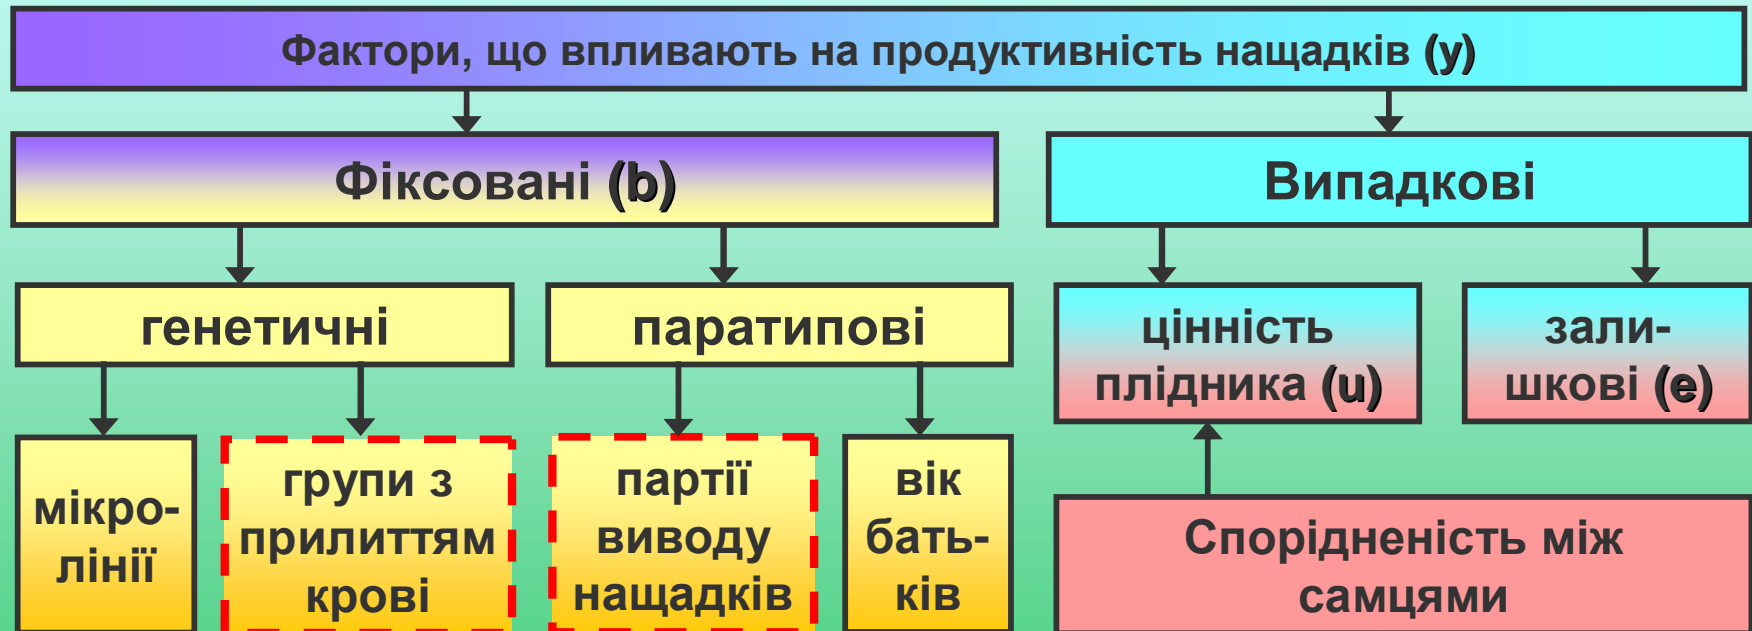 Фактори, що впливають на продуктивність нащадків (y)
Фіксовані (b)
Випадкові
генетичні
паратипові
цінність
плідника (u)
зали-
шкові (e)
мікро-
лінії
групи з
прилиттям
крові
партії
виводу
нащадків
вік
бать-
ків
Спорідненість між
самцями